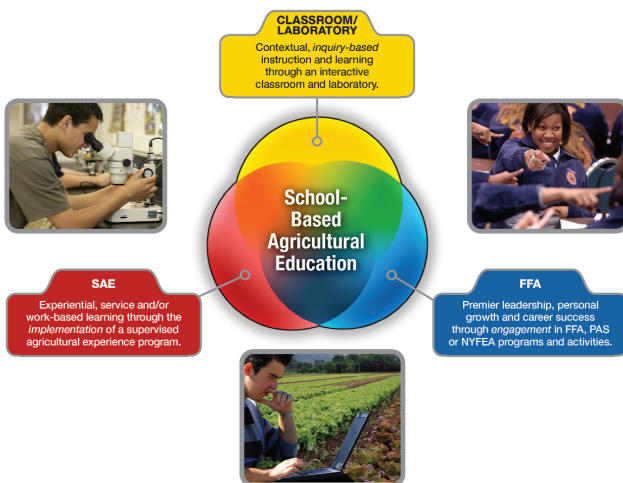 CLASSROOM/
LABORATORY
Contextual, inquiry-based
instruction and learning
through an interactive
classroom and laboratory.
School-
Based
Agricultural
Education
SAE
Experiential, service and/or
work-based learning through the
implementation of a supervised
agricultural experience program.
FFA
Premier leadership, personal
growth and career success
through engagement in FFA, PAS
or NYFEA programs and activities.